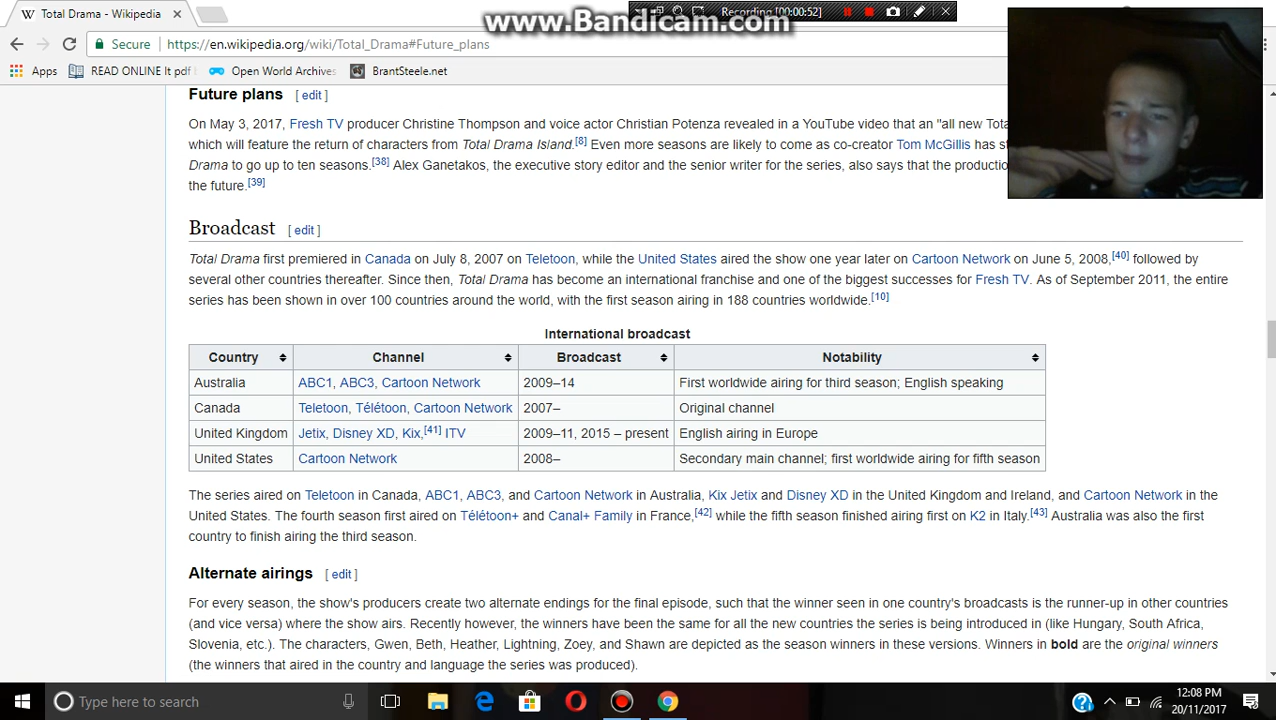 Total Drama - Wikipedia
Recording [00:00:52]
www.Bandicam.com
Secure https://en.wikipedia.org/wiki/Total_Drama#Future_plans
Apps READ ONLINE It pdf Open World Archives BrantSteele.net
Future plans [ edit ]
On May 3, 2017, Fresh TV producer Christine Thompson and voice actor Christian Potenza revealed in a YouTube video that an "all new Tota
which will feature the return of characters from Total Drama Island.[8] Even more seasons are likely to come as co-creator Tom McGillis has
Drama to go up to ten seasons.[38] Alex Ganetakos, the executive story editor and the senior writer for the series, also says that the production
the future.[39]
Broadcast [ edit ]
Total Drama first premiered in Canada on July 8, 2007 on Teletoon, while the United States aired the show one year later on Cartoon Network on June 5, 2008,[40] followed by
several other countries thereafter. Since then, Total Drama has become an international franchise and one of the biggest successes for Fresh TV. As of September 2011, the entire
series has been shown in over 100 countries around the world, with the first season airing in 188 countries worldwide.[10]
International broadcast
Country Channel Broadcast Notability
Australia ABC1, ABC3, Cartoon Network 2009–14 First worldwide airing for third season; English speaking
Canada Teletoon, Télétoon, Cartoon Network 2007– Original channel
United Kingdom Jetix, Disney XD, Kix,[41] ITV 2009–11, 2015 – present English airing in Europe
United States Cartoon Network 2008– Secondary main channel; first worldwide airing for fifth season
The series aired on Teletoon in Canada, ABC1, ABC3, and Cartoon Network in Australia, Kix Jetix and Disney XD in the United Kingdom and Ireland, and Cartoon Network in the
United States. The fourth season first aired on Télétoon+ and Canal+ Family in France,[42] while the fifth season finished airing first on K2 in Italy.[43] Australia was also the first
country to finish airing the third season.
Alternate airings [ edit ]
For every season, the show's producers create two alternate endings for the final episode, such that the winner seen in one country's broadcasts is the runner-up in other countries
(and vice versa) where the show airs. Recently however, the winners have been the same for all the new countries the series is being introduced in (like Hungary, South Africa,
Slovenia, etc.). The characters, Gwen, Beth, Heather, Lightning, Zoey, and Shawn are depicted as the season winners in these versions. Winners in bold are the original winners
(the winners that aired in the country and language the series was produced).
Type here to search
12:08 PM
20/11/2017